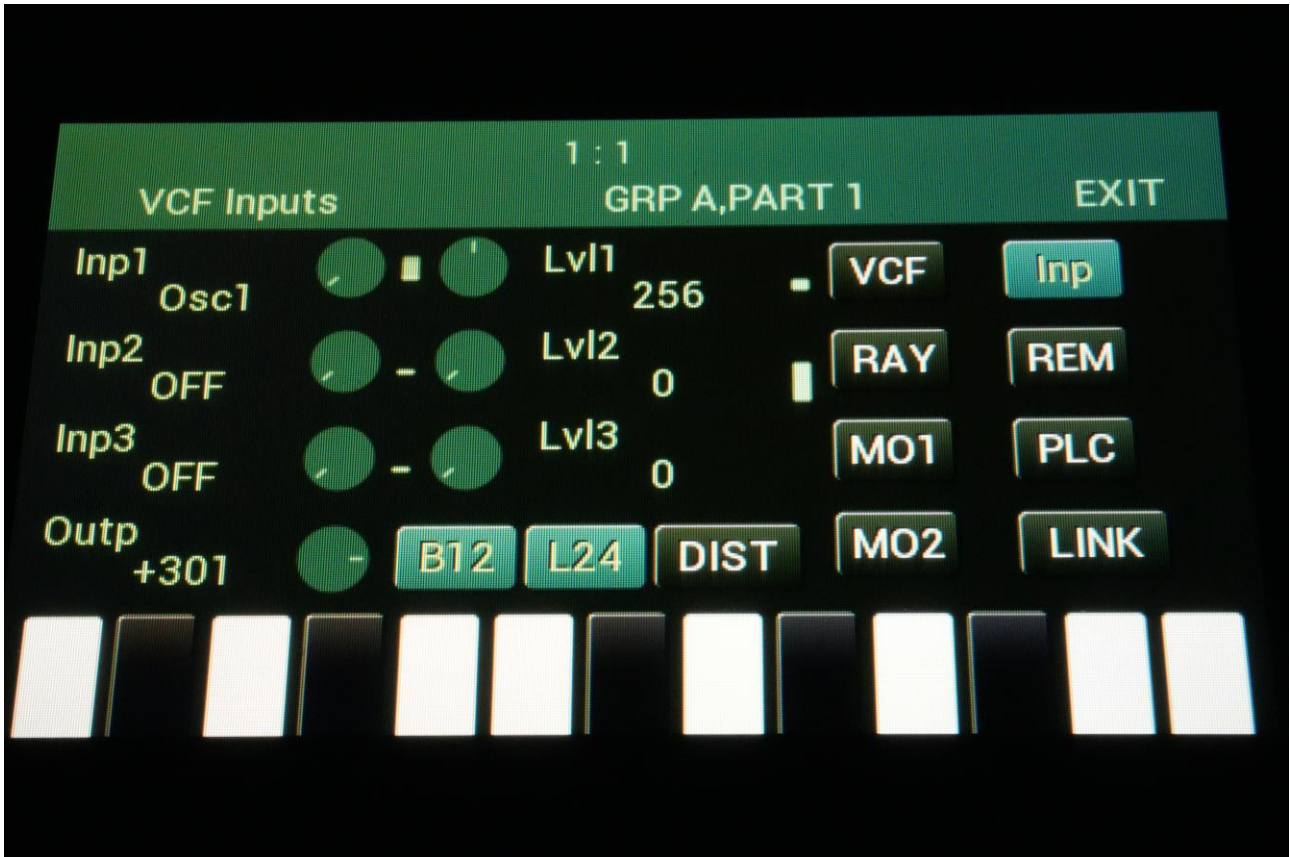 1 : 1
VCF Inputs GRP A,PART 1 EXIT
Inp1 Lvl1 VCF Inp
Osc1 256
Inp2 Lvl2 RAY REM
OFF 0
Inp3 Lvl3 MO1 PLC
OFF 0
Outp B12 L24 DIST MO2 LINK
+301